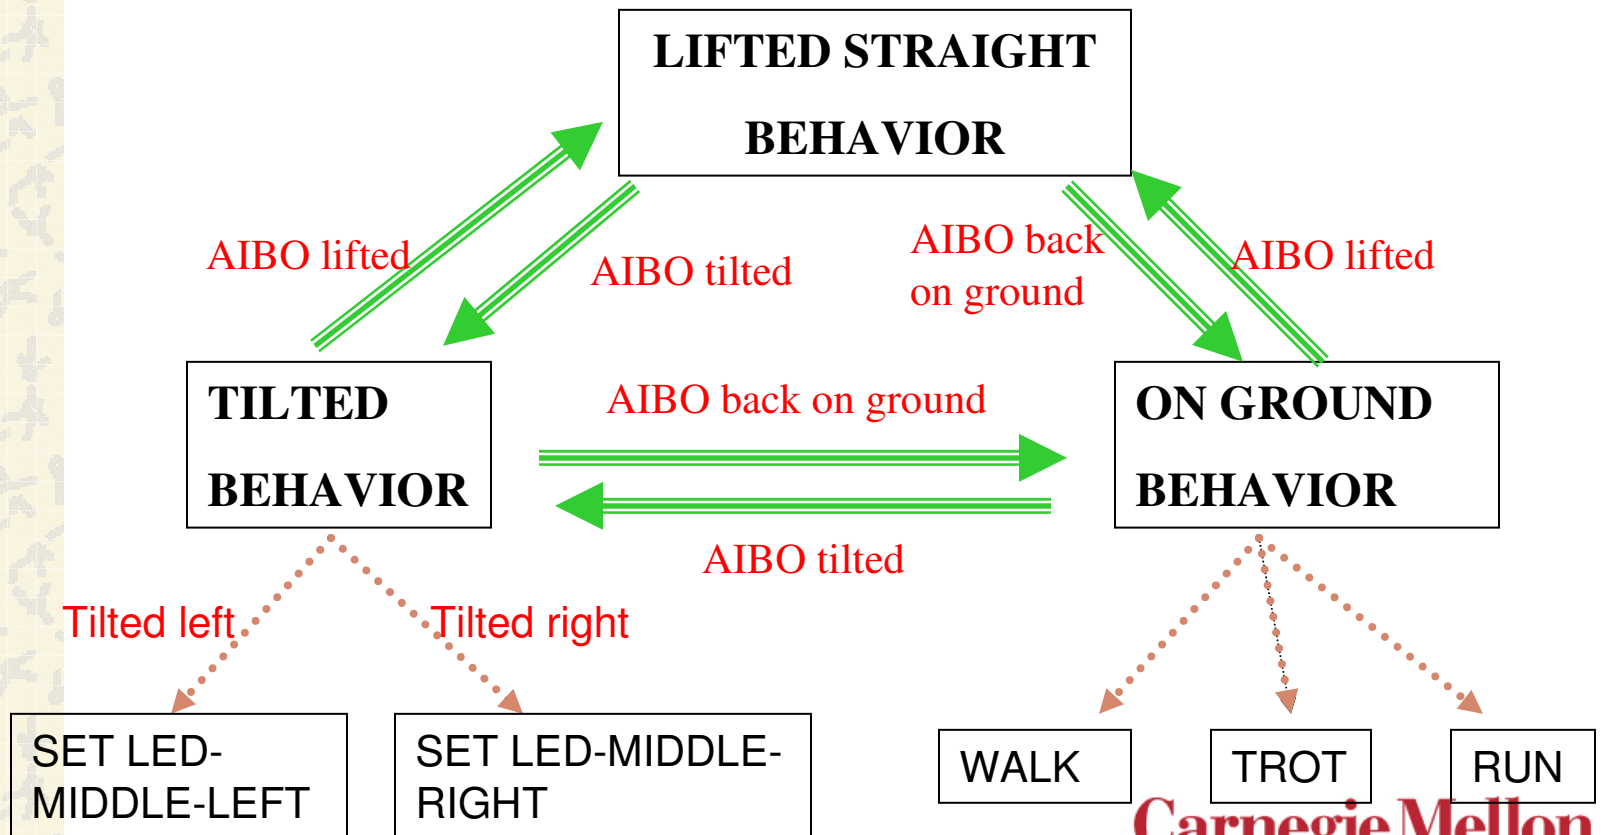 LIFTED STRAIGHT
BEHAVIOR
AIBO lifted
AIBO tilted
AIBO back
on ground
AIBO lifted
TILTED
BEHAVIOR
AIBO back on ground
ON GROUND
BEHAVIOR
AIBO tilted
Tilted left
Tilted right
SET LED-
MIDDLE-LEFT
SET LED-MIDDLE-
RIGHT
WALK
TROT
RUN
Carnegie Mellon